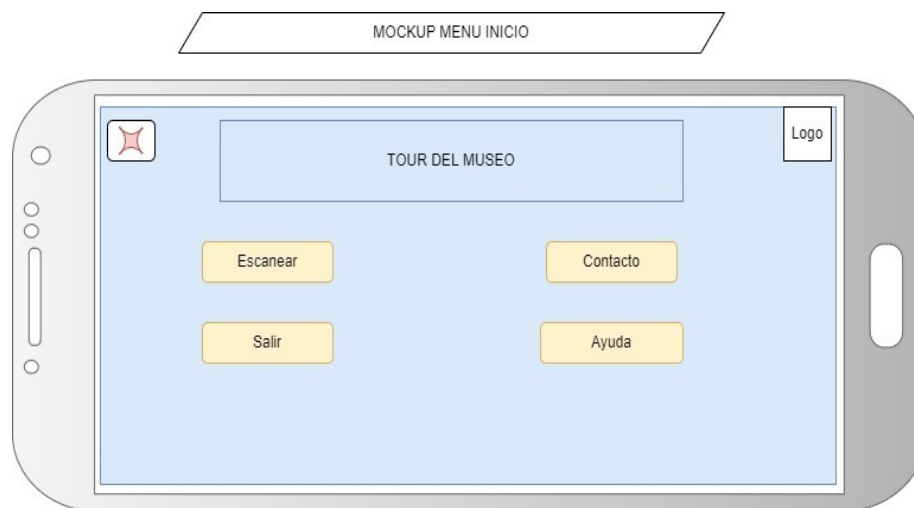 MOCKUP MENU INICIO
TOUR DEL MUSEO
Logo
Escanear
Contacto
Salir
Ayuda